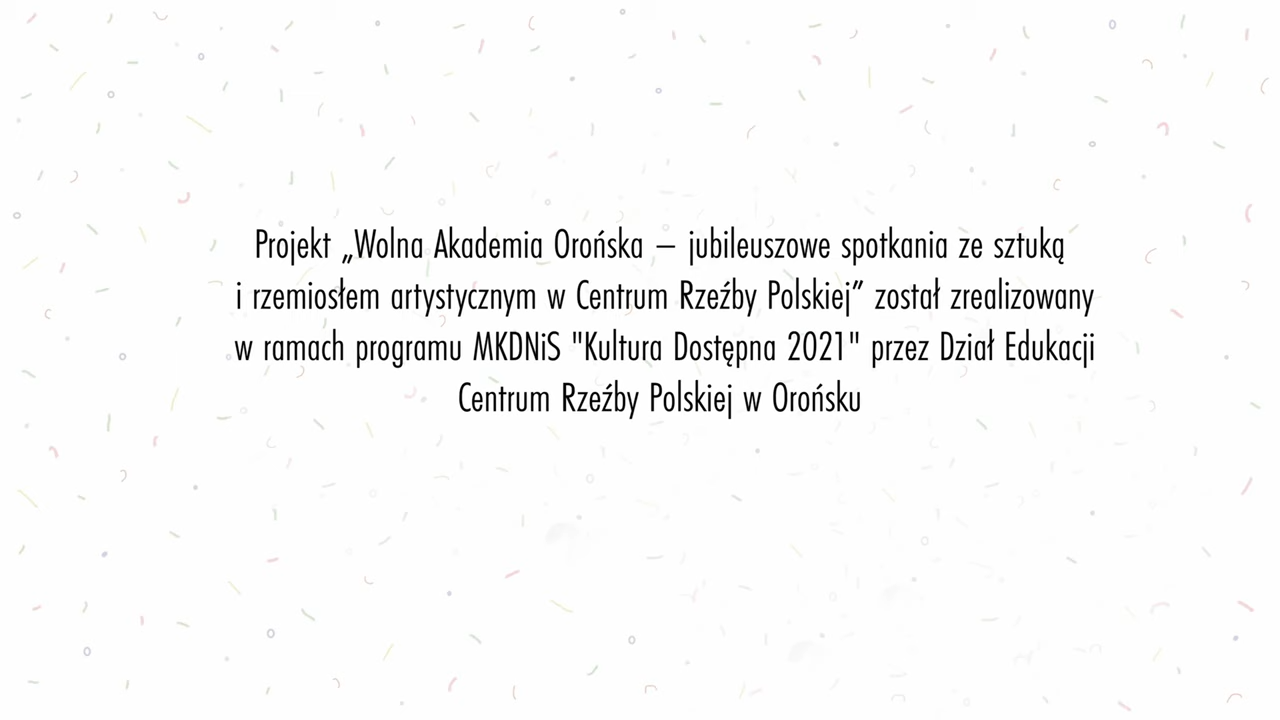 Projekt „Wolna Akademia Orońska – jubileuszowe spotkania ze sztuką
i rzemiosłem artystycznym w Centrum Rzeźby Polskiej” został zrealizowany
w ramach programu MKDNiS "Kultura Dostępna 2021" przez Dział Edukacji
Centrum Rzeźby Polskiej w Orońsku